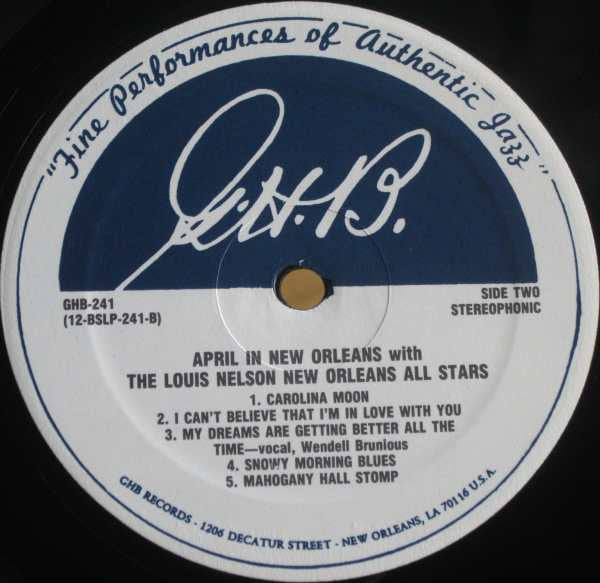 "Fine Performances of Authentic Jazz"
G.H.B.
GHB-241
(12-BSLP-241-B)
SIDE TWO
STEREOPHONIC
APRIL IN NEW ORLEANS with
THE LOUIS NELSON NEW ORLEANS ALL STARS
1. CAROLINA MOON
2. I CAN'T BELIEVE THAT I'M IN LOVE WITH YOU
3. MY DREAMS ARE GETTING BETTER ALL THE
TIME—vocal, Wendell Brunious
4. SNOWY MORNING BLUES
5. MAHOGANY HALL STOMP
GHB RECORDS - 1206 DECATUR STREET - NEW ORLEANS, LA 70116 U.S.A.